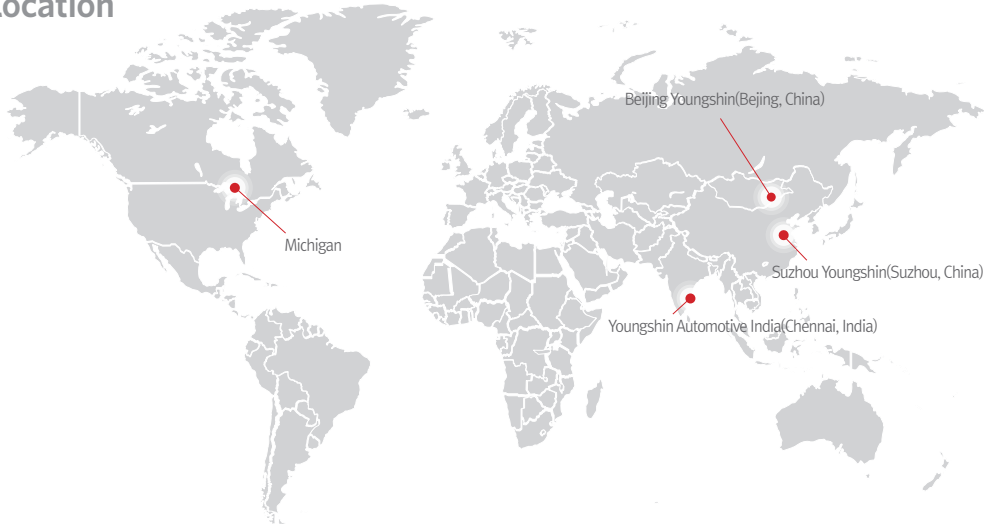 Location
Beijing Youngshin(Bejing, China)
Michigan
Suzhou Youngshin(Suzhou, China)
Youngshin Automotive India(Chennai, India)